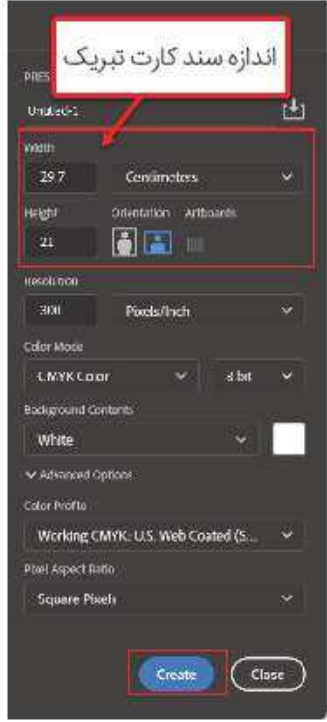 اندازه سند کارت تبریک
PRES
Untitled-1
Width
29.7 Centimeters
Height Orientation Artboards
21
Resolution
300 Pixels/Inch
Color Mode
CMYK Color 8 bit
Background Contents
White
Advanced Options
Color Profile
Working CMYK: U.S. Web Coated (S...
Pixel Aspect Ratio
Square Pixels
Create Close